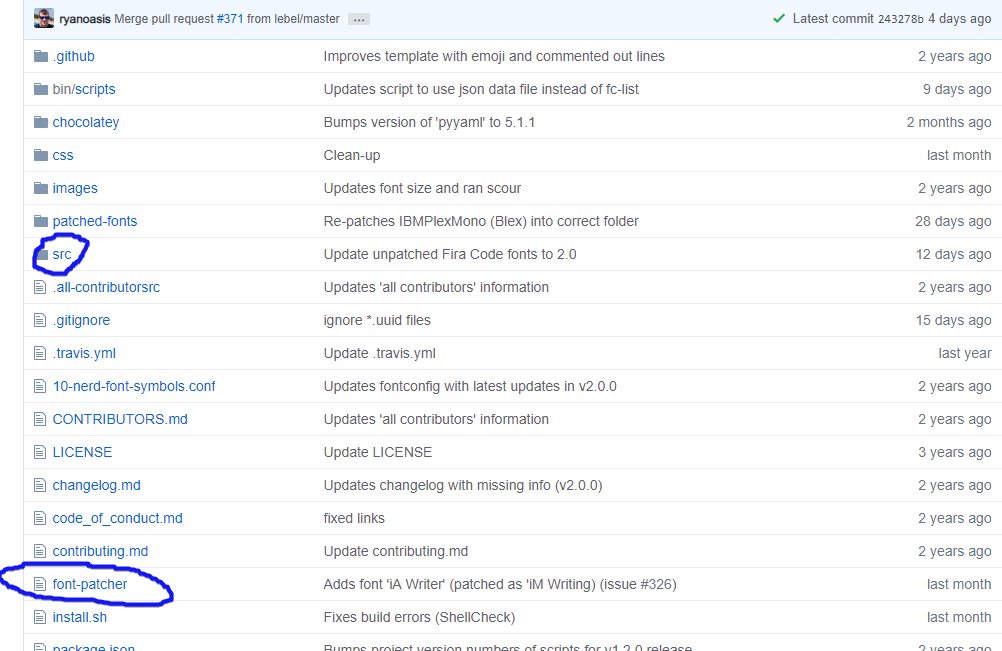 ryanoasis Merge pull request #371 from lebel/master ... Latest commit 243278b 4 days ago
.github Improves template with emoji and commented out lines 2 years ago
bin/scripts Updates script to use json data file instead of fc-list 9 days ago
chocolatey Bumps version of 'pyyaml' to 5.1.1 2 months ago
css Clean-up last month
images Updates font size and ran scour 2 years ago
patched-fonts Re-patches IBMPlexMono (Blex) into correct folder 28 days ago
src Update unpatched Fira Code fonts to 2.0 12 days ago
.all-contributorsrc Updates 'all contributors' information 2 years ago
.gitignore ignore *.uuid files 15 days ago
.travis.yml Update .travis.yml last year
10-nerd-font-symbols.conf Updates fontconfig with latest updates in v2.0.0 2 years ago
CONTRIBUTORS.md Updates 'all contributors' information 2 years ago
LICENSE Update LICENSE 3 years ago
changelog.md Updates changelog with missing info (v2.0.0) 2 years ago
code_of_conduct.md fixed links 2 years ago
contributing.md Update contributing.md 2 years ago
font-patcher Adds font 'iA Writer' (patched as 'iM Writing) (issue #326) last month
install.sh Fixes build errors (ShellCheck) last month
package.json Bumps project version numbers of scripts for v1.2.0 release 2 years ago